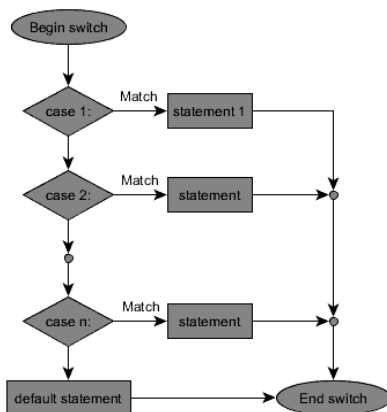 Begin switch
Match
case 1:
statement 1
Match
case 2:
statement
Match
case n:
statement
default statement
End switch